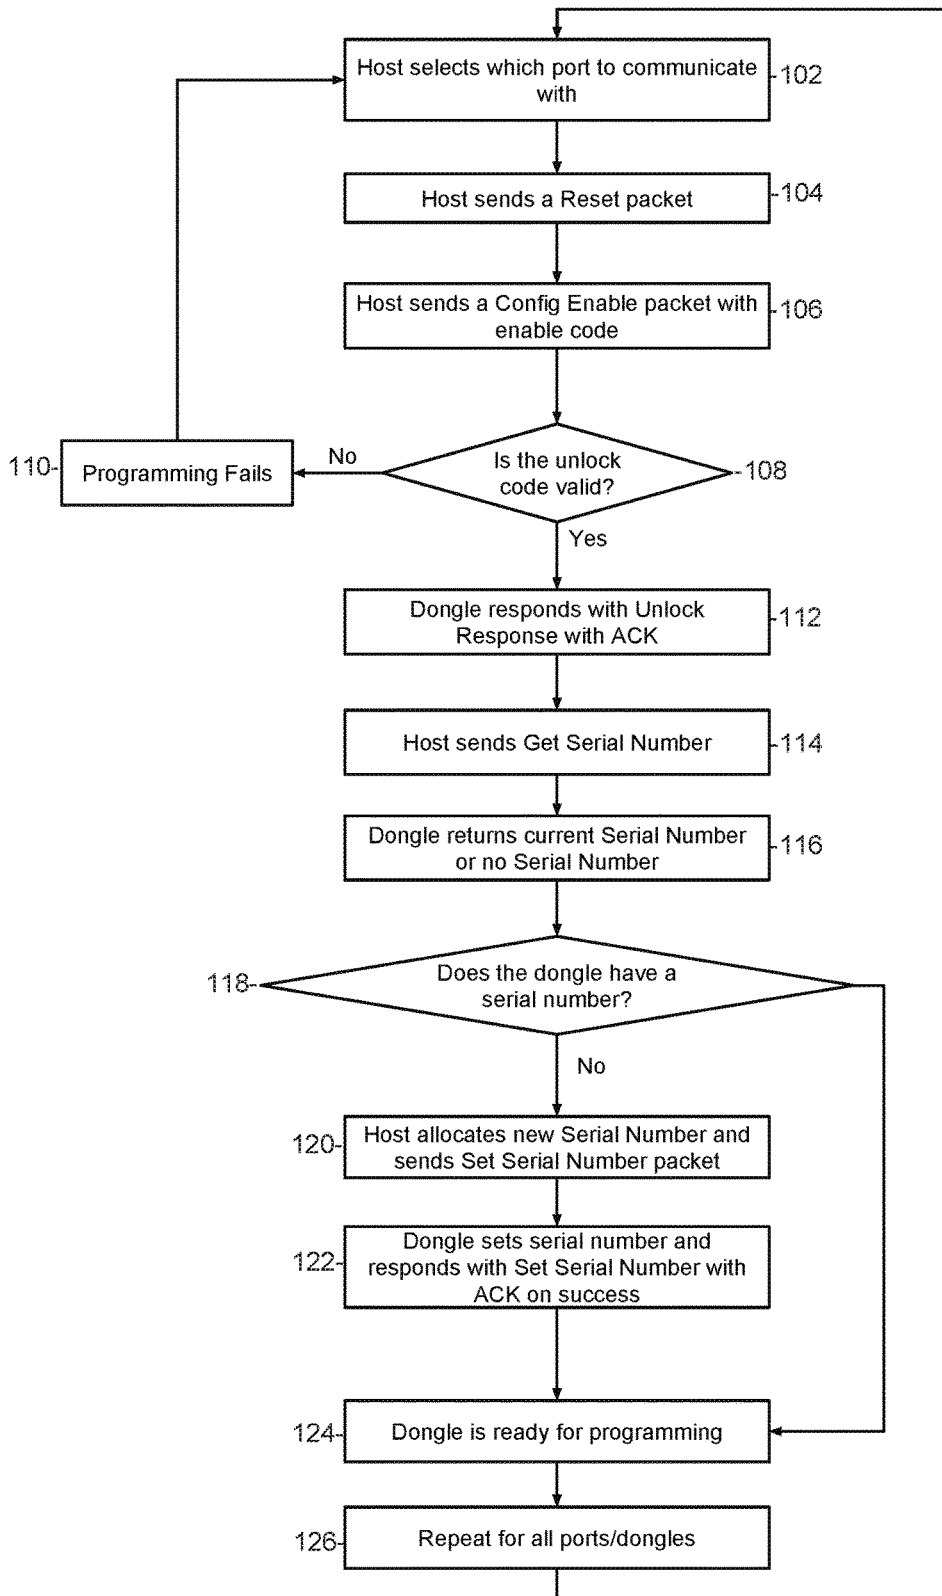 Host selects which port to communicate
with
102
Host sends a Reset packet
104
Host sends a Config Enable packet with
enable code
106
Is the unlock
code valid?
108
No
110
Programming Fails
Yes
Dongle responds with Unlock
Response with ACK
112
Host sends Get Serial Number
114
Dongle returns current Serial Number
or no Serial Number
116
118
Does the dongle have a
serial number?
No
120
Host allocates new Serial Number and
sends Set Serial Number packet
122
Dongle sets serial number and
responds with Set Serial Number with
ACK on success
124
Dongle is ready for programming
126
Repeat for all ports/dongles